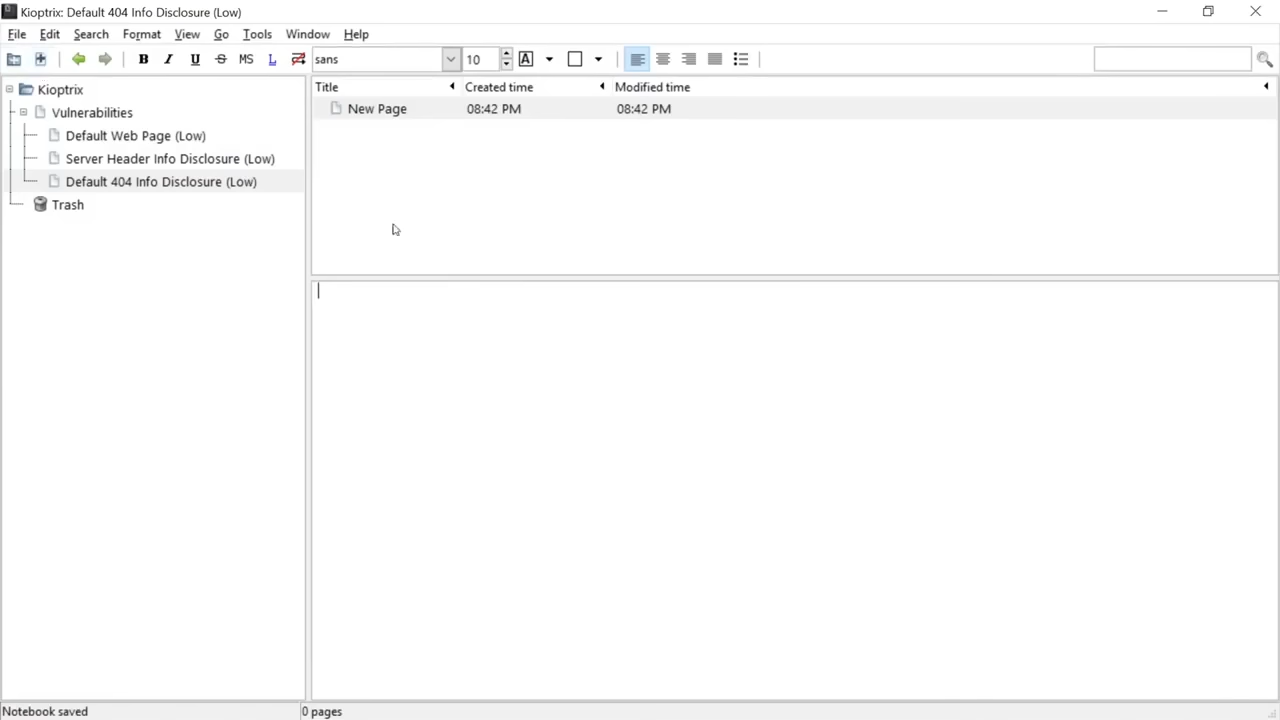 Kioptrix: Default 404 Info Disclosure (Low)
File Edit Search Format View Go Tools Window Help
B I U S MS L sans 10 A
Kioptrix
Vulnerabilities
Default Web Page (Low)
Server Header Info Disclosure (Low)
Default 404 Info Disclosure (Low)
Trash
Title Created time Modified time
New Page 08:42 PM 08:42 PM
Notebook saved 0 pages